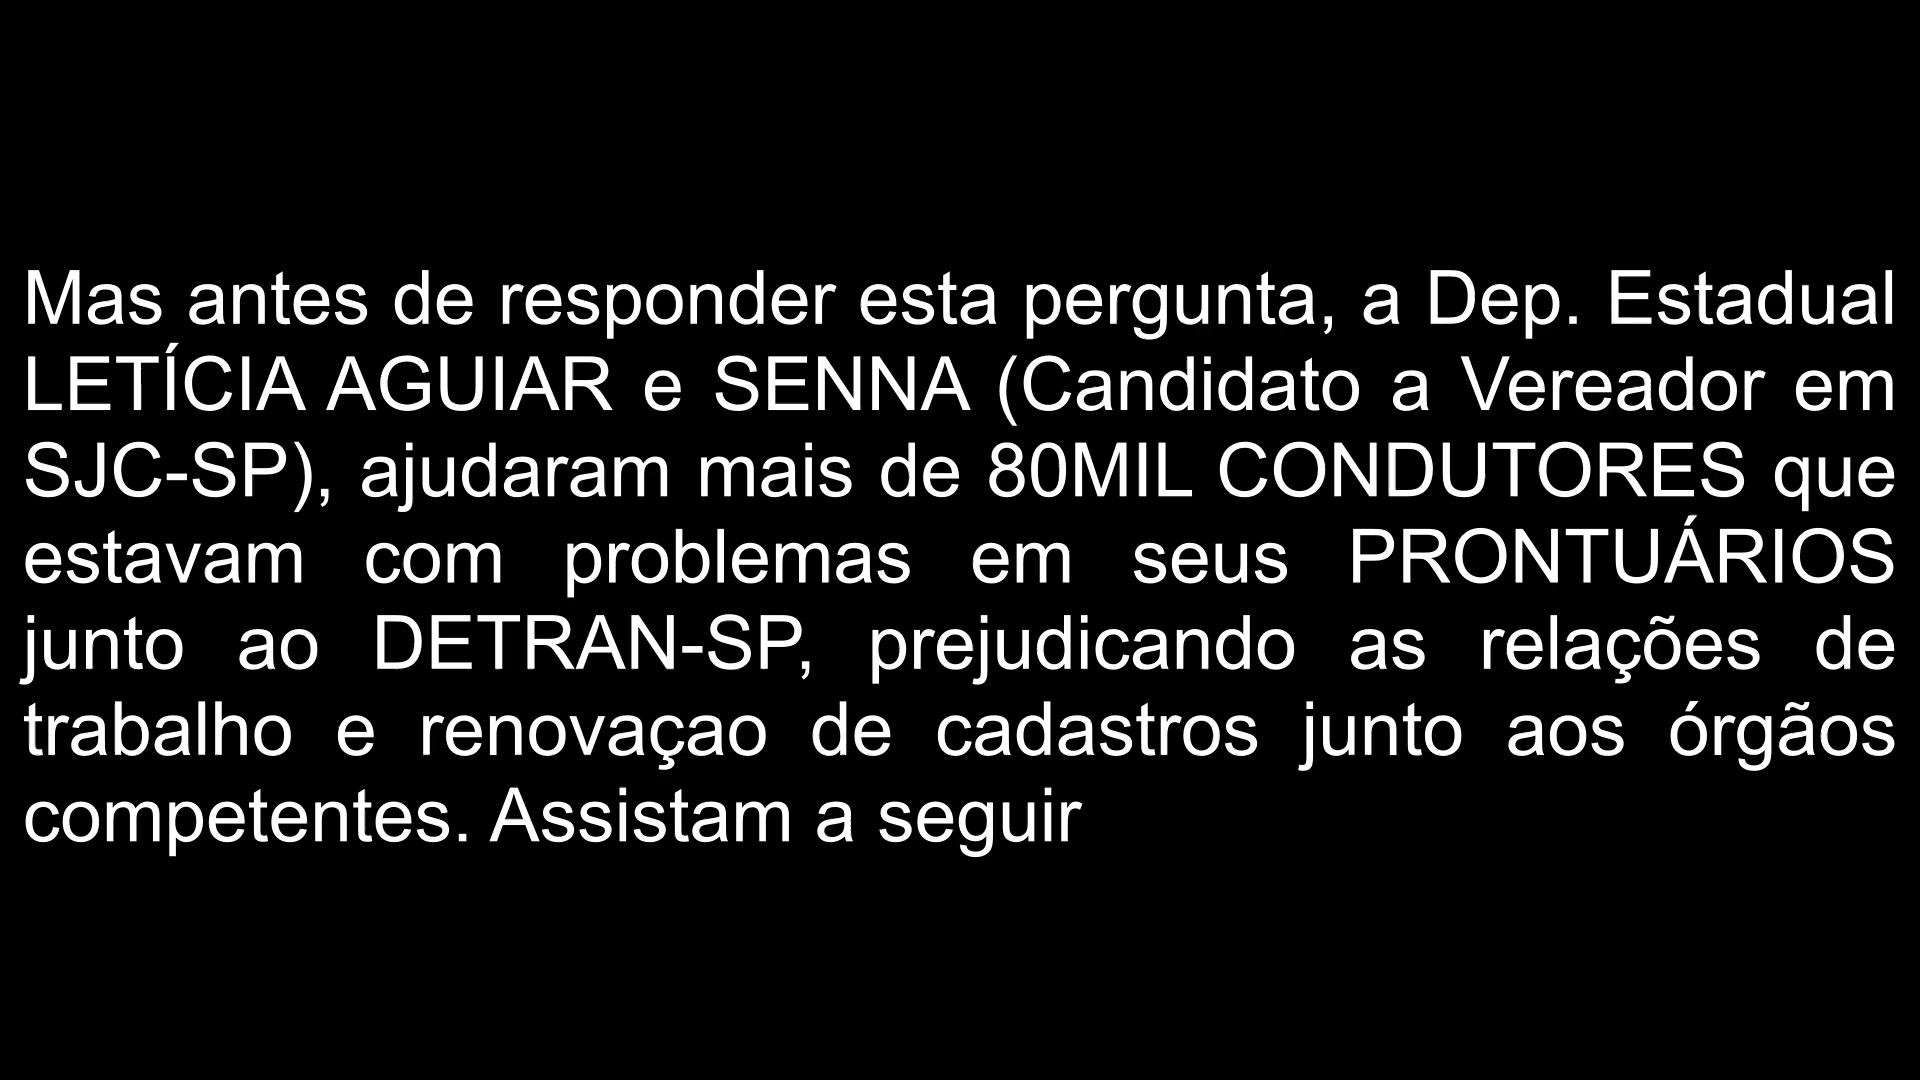 Mas antes de responder esta pergunta, a Dep. Estadual
LETÍCIA AGUIAR e SENNA (Candidato a Vereador em
SJC-SP), ajudaram mais de 80MIL CONDUTORES que
estavam com problemas em seus PRONTUÁRIOS
junto ao DETRAN-SP, prejudicando as relações de
trabalho e renovaçao de cadastros junto aos órgãos
competentes. Assistam a seguir